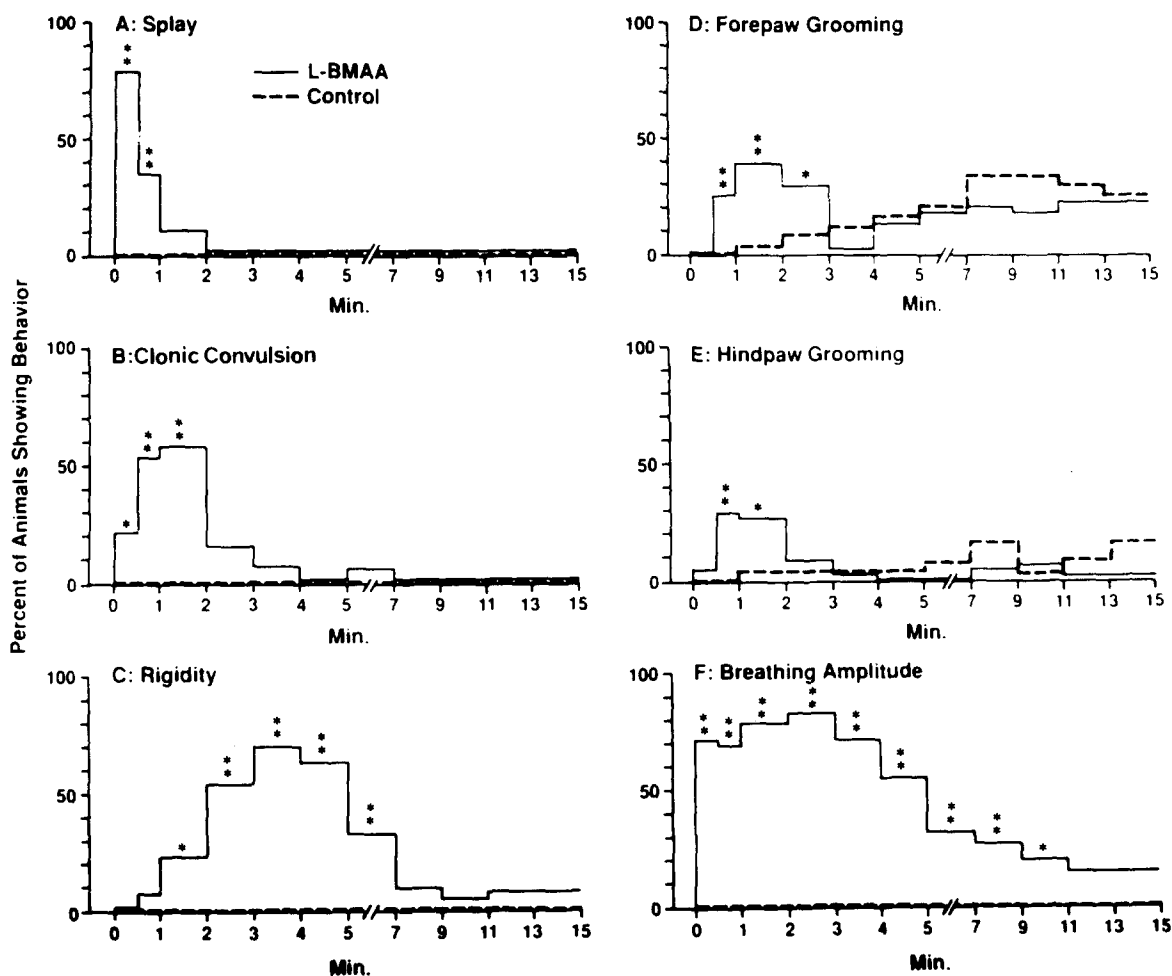 Percent of Animals Showing Behavior
A: Splay
100
50
0
* *
* *
L-BMAA
Control
0 1 2 3 4 5 7 9 11 13 15
Min.
B:Clonic Convulsion
100
50
0
*
* *
* *
0 1 2 3 4 5 7 9 11 13 15
Min.
C: Rigidity
100
50
0
*
* *
* *
* *
* *
0 1 2 3 4 5 7 9 11 13 15
Min.
D: Forepaw Grooming
100
50
0
* *
* *
*
0 1 2 3 4 5 7 9 11 13 15
Min.
E: Hindpaw Grooming
100
50
0
* *
*
0 1 2 3 4 5 7 9 11 13 15
Min.
F: Breathing Amplitude
100
50
0
* *
* *
* *
* *
* *
* *
* *
* *
*
0 1 2 3 4 5 7 9 11 13 15
Min.